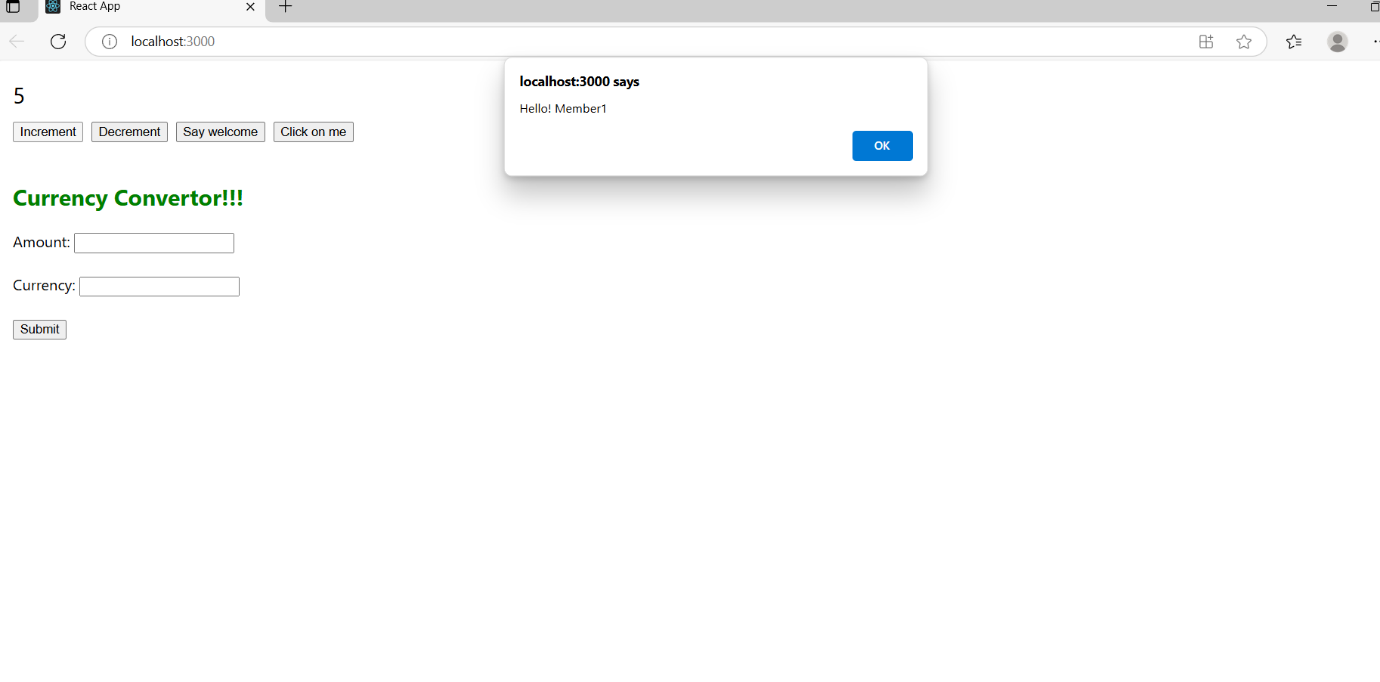 React App
localhost:3000
localhost:3000 says
Hello! Member1
OK
5
Increment Decrement Say welcome Click on me
Currency Convertor!!!
Amount:
Currency:
Submit